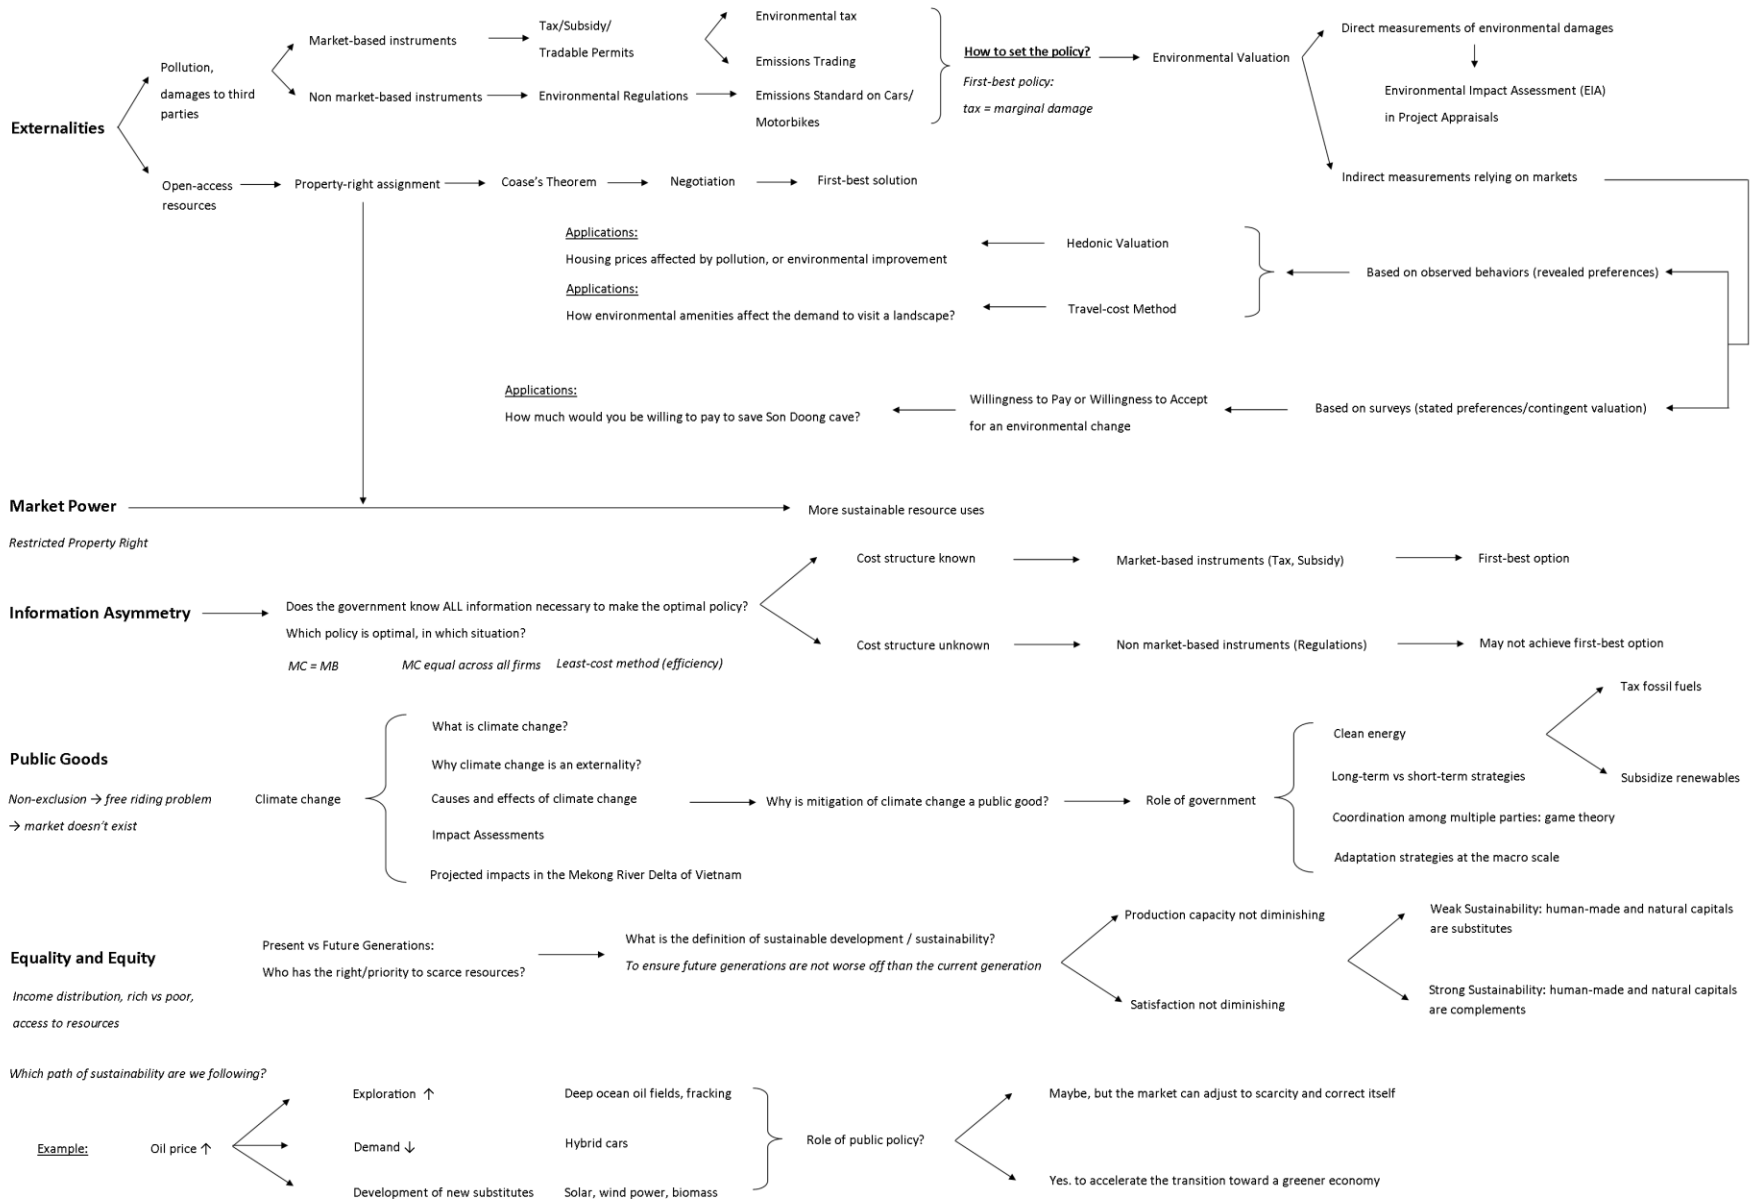 Externalities
Pollution,
damages to third
parties
Market-based instruments
Tax/Subsidy/
Tradable Permits
Environmental tax
Emissions Trading
Non market-based instruments
Environmental Regulations
Emissions Standard on Cars/
Motorbikes
How to set the policy?
First-best policy:
tax = marginal damage
Environmental Valuation
Direct measurements of environmental damages
Environmental Impact Assessment (EIA)
in Project Appraisals
Indirect measurements relying on markets
Open-access
resources
Property-right assignment
Coase's Theorem
Negotiation
First-best solution
Applications:
Housing prices affected by pollution, or environmental improvement
Hedonic Valuation
Based on observed behaviors (revealed preferences)
Applications:
How environmental amenities affect the demand to visit a landscape?
Travel-cost Method
Applications:
How much would you be willing to pay to save Son Doong cave?
Willingness to Pay or Willingness to Accept
for an environmental change
Based on surveys (stated preferences/contingent valuation)
Market Power
Restricted Property Right
More sustainable resource uses
Information Asymmetry
Does the government know ALL information necessary to make the optimal policy?
Which policy is optimal, in which situation?
MC = MB
MC equal across all firms
Least-cost method (efficiency)
Cost structure known
Market-based instruments (Tax, Subsidy)
First-best option
Cost structure unknown
Non market-based instruments (Regulations)
May not achieve first-best option
Public Goods
Non-exclusion → free riding problem
→ market doesn't exist
Climate change
What is climate change?
Why climate change is an externality?
Causes and effects of climate change
Impact Assessments
Projected impacts in the Mekong River Delta of Vietnam
Why is mitigation of climate change a public good?
Role of government
Clean energy
Long-term vs short-term strategies
Coordination among multiple parties: game theory
Adaptation strategies at the macro scale
Tax fossil fuels
Subsidize renewables
Equality and Equity
Income distribution, rich vs poor,
access to resources
Present vs Future Generations:
Who has the right/priority to scarce resources?
What is the definition of sustainable development / sustainability?
To ensure future generations are not worse off than the current generation
Production capacity not diminishing
Satisfaction not diminishing
Weak Sustainability: human-made and natural capitals
are substitutes
Strong Sustainability: human-made and natural capitals
are complements
Which path of sustainability are we following?
Example:
Oil price ↑
Exploration ↑
Deep ocean oil fields, fracking
Demand ↓
Hybrid cars
Development of new substitutes
Solar, wind power, biomass
Role of public policy?
Maybe, but the market can adjust to scarcity and correct itself
Yes. to accelerate the transition toward a greener economy